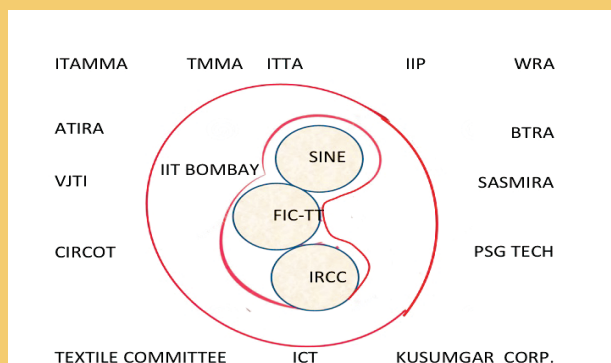 ITAMMA TMMA ITTA IIP WRA
ATIRA BTRA
SINE
IIT BOMBAY
VJTI SASMIRA
FIC-TT
CIRCOT PSG TECH
IRCC
TEXTILE COMMITTEE ICT KUSUMGAR CORP.